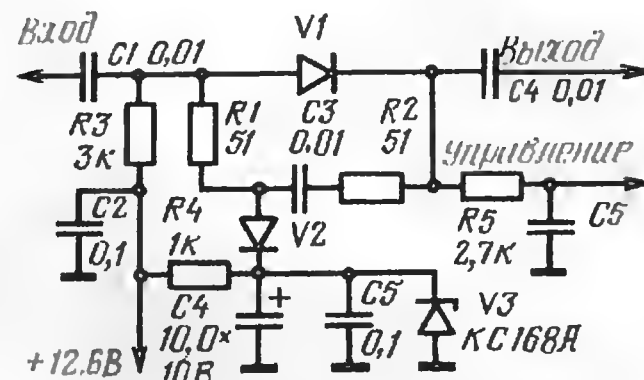 Вход
C1 0,01
V1
Выход
C4 0,01
R3
3к
R1
51
C3
0.01
R2
51
Управление
C2
0,1
R4
1к
V2
R5
2,7к
C5
C4
10,0×
10В
+
C5
0,1
V3
КС168А
+12.6В